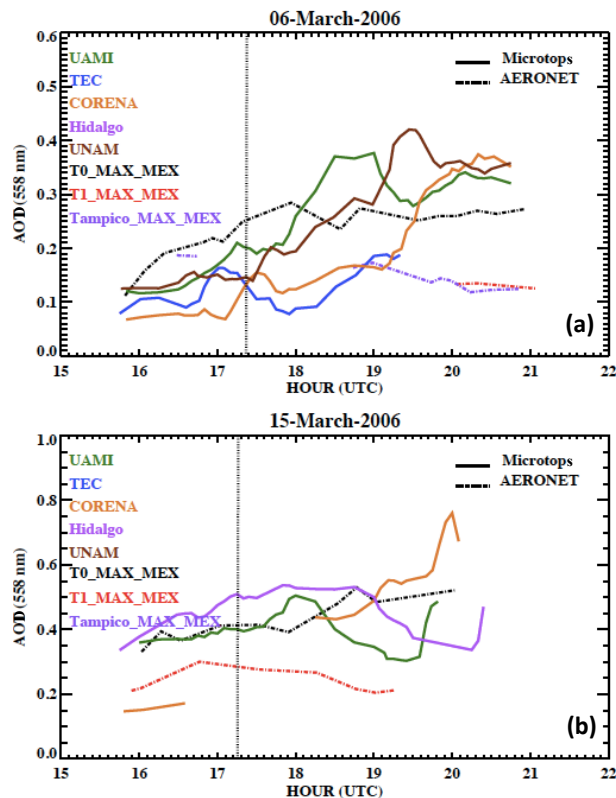 06-March-2006
0.6
0.5
0.4
0.3
0.2
0.1
0.0
AOD (558 nm)
UAMI
TEC
CORENA
Hidalgo
UNAM
T0_MAX_MEX
T1_MAX_MEX
Tampico_MAX_MEX
Microtops
AERONET
(a)
15 16 17 18 19 20 21 22
HOUR (UTC)
15-March-2006
1.0
0.8
0.6
0.4
0.2
0.0
AOD (558 nm)
UAMI
TEC
CORENA
Hidalgo
UNAM
T0_MAX_MEX
T1_MAX_MEX
Tampico_MAX_MEX
Microtops
AERONET
(b)
15 16 17 18 19 20 21 22
HOUR (UTC)